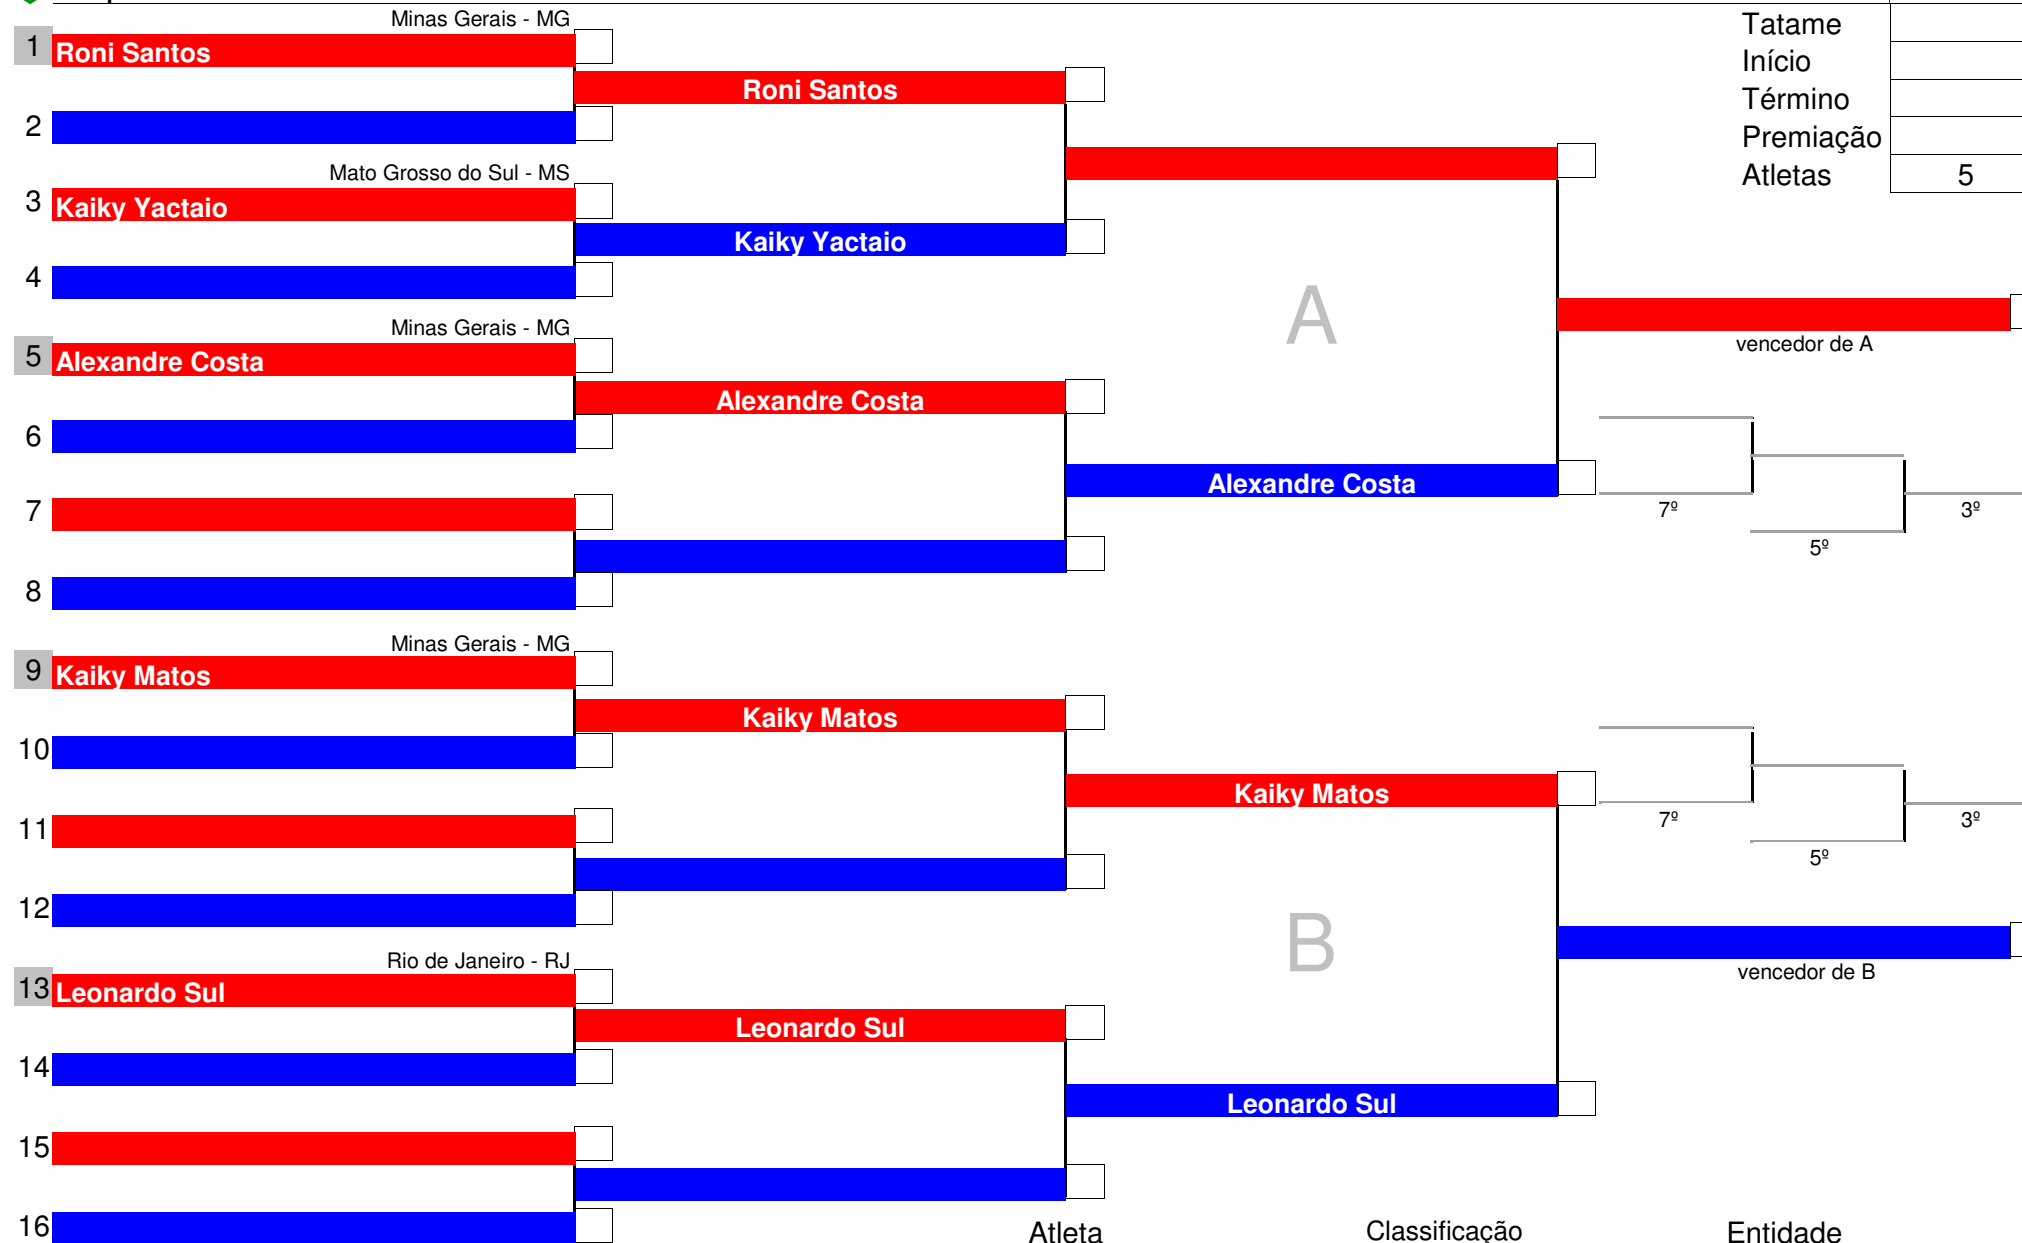 Minas Gerais - MG
Tatame
1 Roni Santos
Início
Roni Santos
Término
2
Premiação
Mato Grosso do Sul - MS
Atletas 5
3 Kaiky Yactaio
Kaiky Yactaio
4
A
Minas Gerais - MG
vencedor de A
5 Alexandre Costa
Alexandre Costa
6
Alexandre Costa
7
7º 3º
5º
8
Minas Gerais - MG
9 Kaiky Matos
Kaiky Matos
10
Kaiky Matos
11
7º 3º
5º
12
B
Rio de Janeiro - RJ
vencedor de B
13 Leonardo Sul
Leonardo Sul
14
Leonardo Sul
15
16
Atleta Classificação Entidade